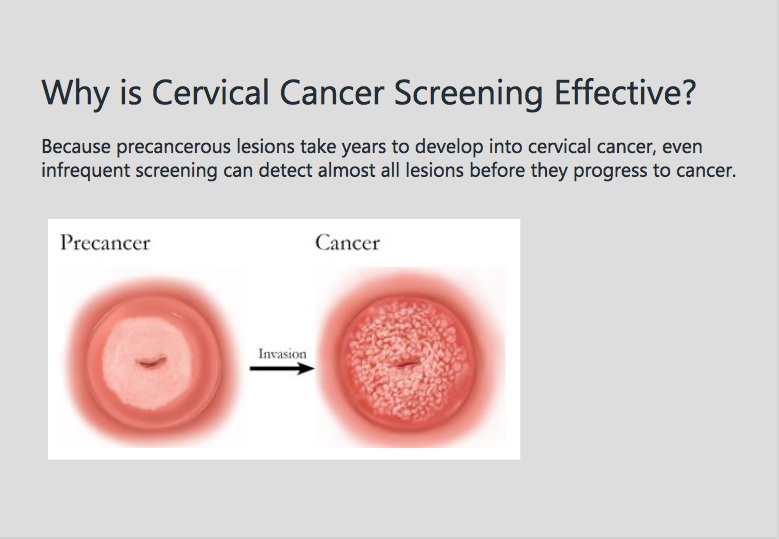 Why is Cervical Cancer Screening Effective?
Because precancerous lesions take years to develop into cervical cancer, even
infrequent screening can detect almost all lesions before they progress to cancer.
Precancer
Cancer
Invasion